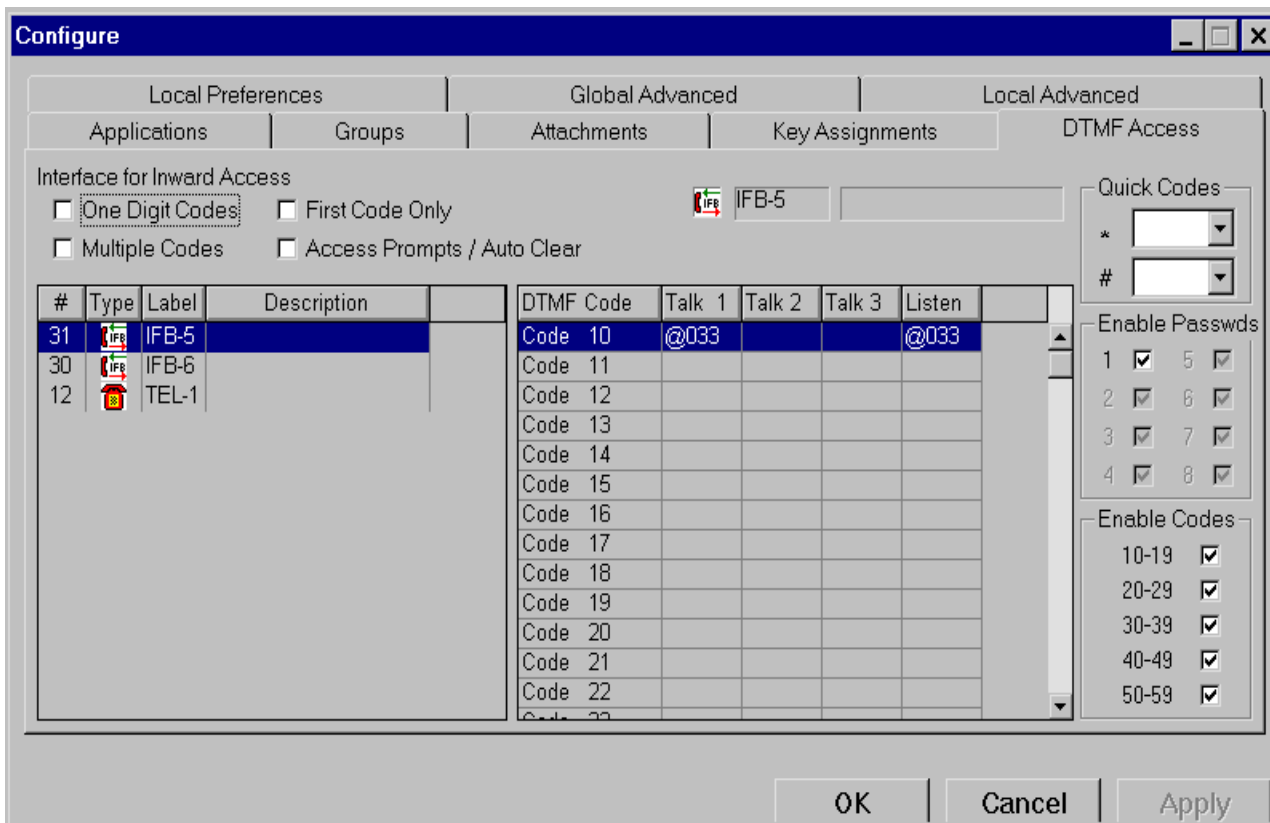 Configure
Local Preferences Global Advanced Local Advanced
Applications Groups Attachments Key Assignments DTMF Access
Interface for Inward Access
One Digit Codes First Code Only
Multiple Codes Access Prompts / Auto Clear
IFB IFB-5
# Type Label Description
31 IFB IFB-5
30 IFB IFB-6
12 TEL-1
DTMF Code Talk 1 Talk 2 Talk 3 Listen
Code 10 @033 @033
Code 11
Code 12
Code 13
Code 14
Code 15
Code 16
Code 17
Code 18
Code 19
Code 20
Code 21
Code 22
Quick Codes
*
#
Enable Passwds
1 5
2 6
3 7
4 8
Enable Codes
10-19
20-29
30-39
40-49
50-59
OK Cancel Apply